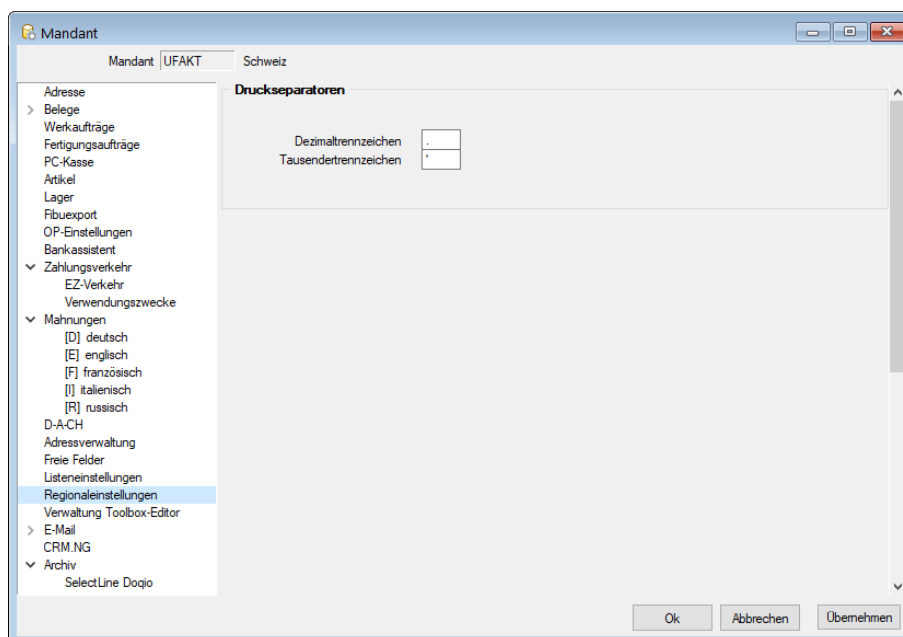 Mandant
Mandant UFAKT Schweiz
Adresse
Belege
Werkaufträge
Fertigungsaufträge
PC-Kasse
Artikel
Lager
Fibuexport
OP-Einstellungen
Bankassistent
Zahlungsverkehr
EZ-Verkehr
Verwendungszwecke
Mahnungen
[D] deutsch
[E] englisch
[F] französisch
[I] italienisch
[R] russisch
D-A-CH
Adressverwaltung
Freie Felder
Listeneinstellungen
Regionaleinstellungen
Verwaltung Toolbox-Editor
E-Mail
CRM.NG
Archiv
SelectLine Doqio
Druckseparatoren
Dezimaltrennzeichen .
Tausendertrennzeichen '
Ok Abbrechen Übernehmen